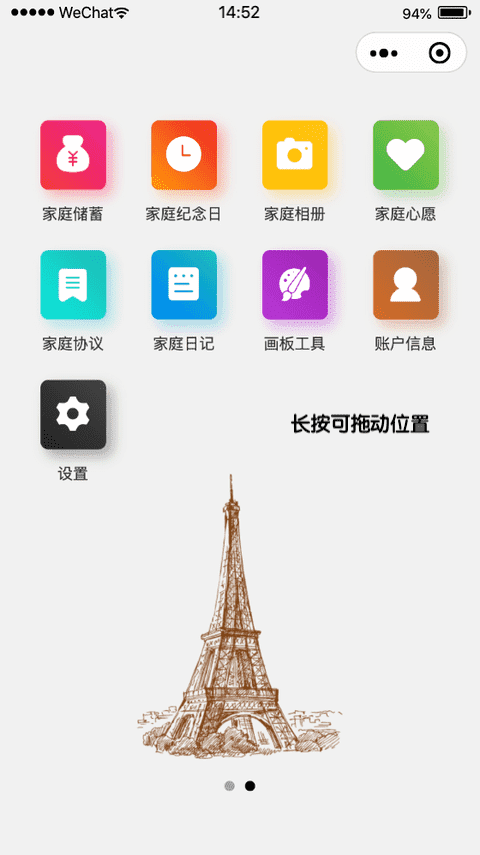 WeChat 14:52 94%
家庭储蓄 家庭纪念日 家庭相册 家庭心愿
家庭协议 家庭日记 画板工具 账户信息
长按可拖动位置
设置